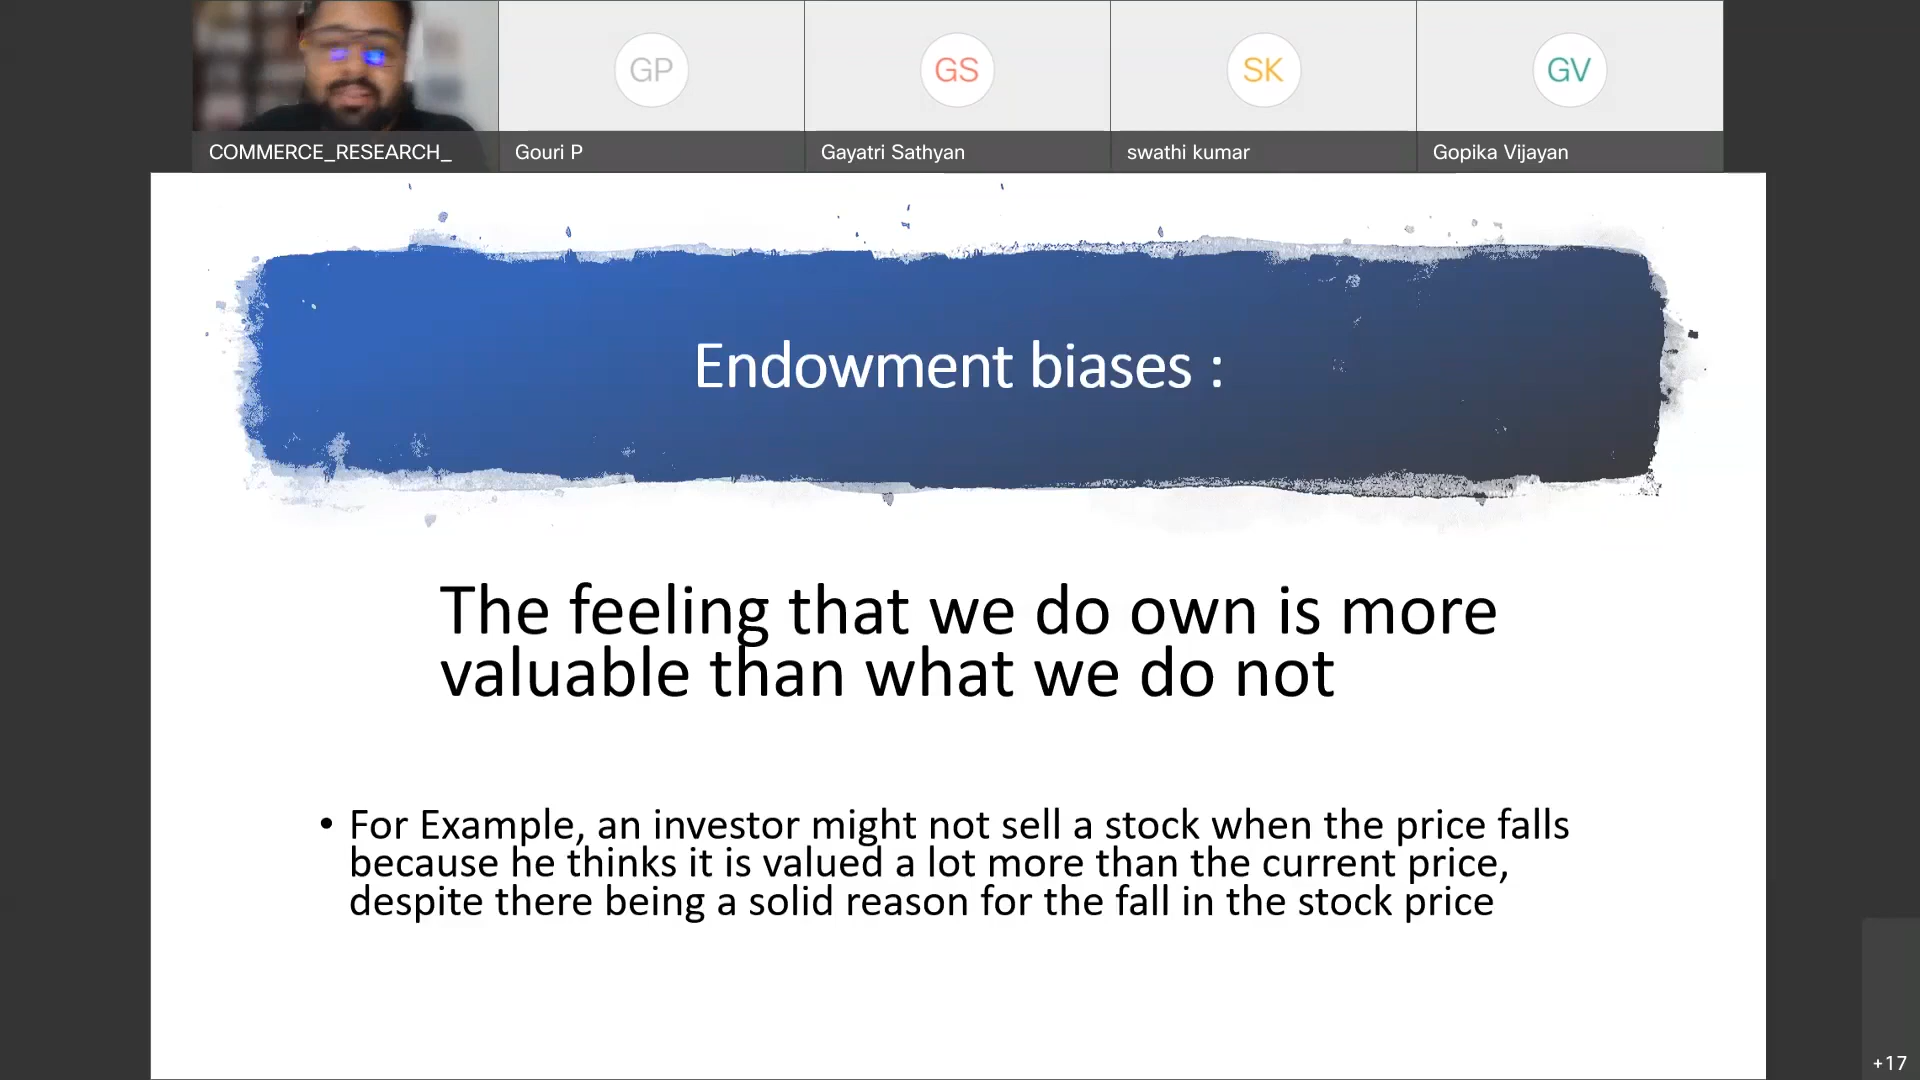 GP
GS
SK
GV
COMMERCE_RESEARCH_
Gouri P
Gayatri Sathyan
swathi kumar
Gopika Vijayan
Endowment biases :
The feeling that we do own is more
valuable than what we do not
• For Example, an investor might not sell a stock when the price falls
because he thinks it is valued a lot more than the current price,
despite there being a solid reason for the fall in the stock price
+17